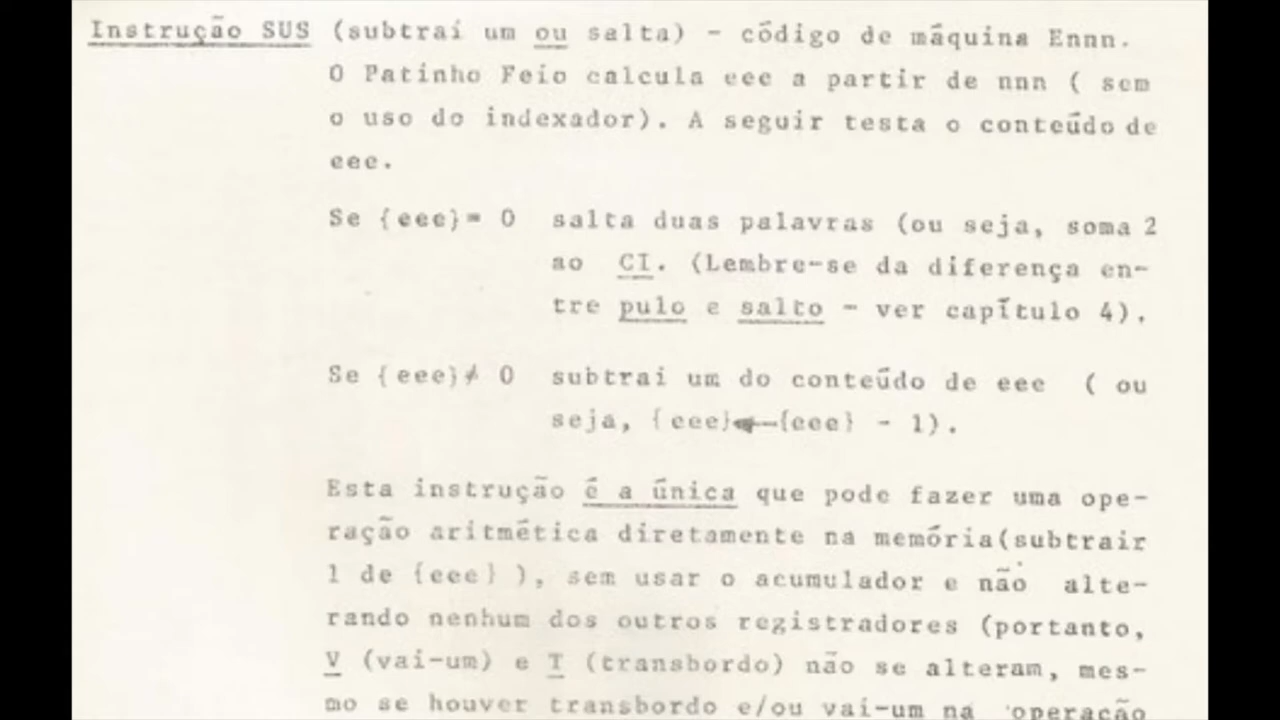 Instrução SUS (subtrai um ou salta) - código de máquina Ennn.
O Patinho Feio calcula eee a partir de nnn ( sem
o uso do indexador). A seguir testa o conteúdo de
eee.
Se {eee}= 0 salta duas palavras (ou seja, soma 2
ao CI. (Lembre-se da diferença en-
tre pulo e salto - ver capítulo 4).
Se {eee}≠ 0 subtrai um do conteúdo de eee ( ou
seja, {eee}←{eee} - 1).
Esta instrução é a única que pode fazer uma ope-
ração aritmética diretamente na memória(subtrair
1 de {eee} ), sem usar o acumulador e não alte-
rando nenhum dos outros registradores (portanto,
V (vai-um) e T (transbordo) não se alteram, mes-
mo se houver transbordo e/ou vai-um na operação